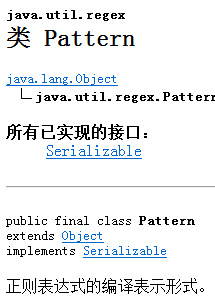 java.util.regex
类 Pattern
java.lang.Object
java.util.regex.Pattern
所有已实现的接口：
Serializable
public final class Pattern
extends Object
implements Serializable
正则表达式的编译表示形式。